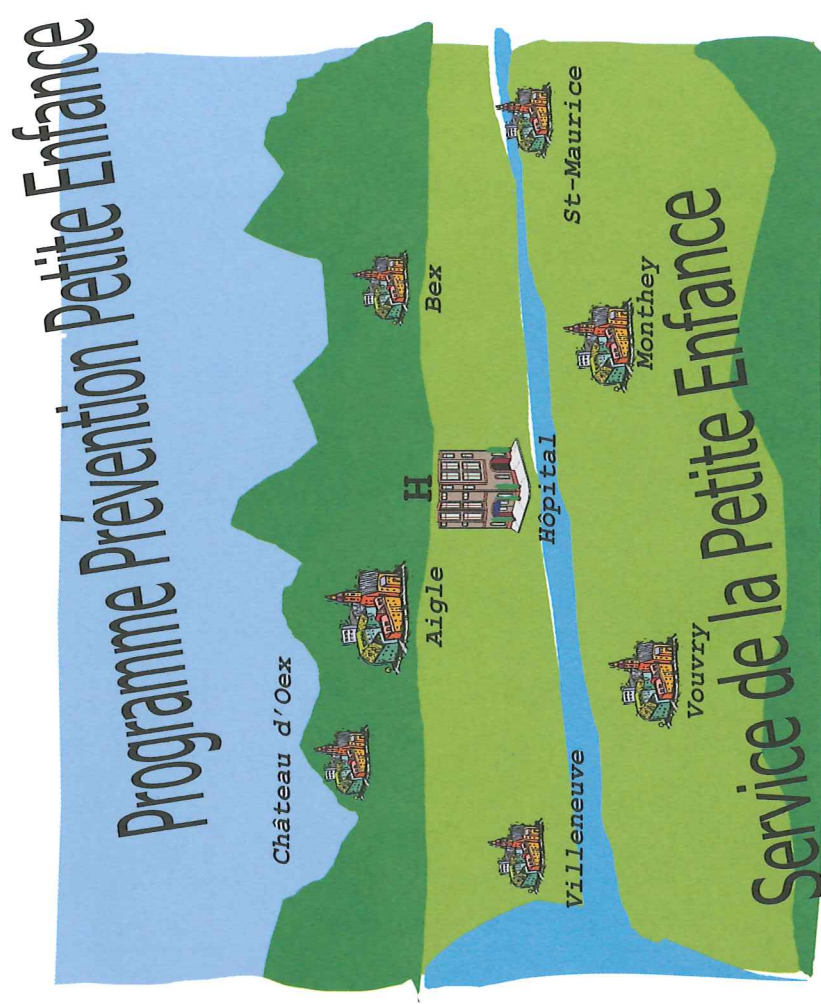 Programme Prévention Petite Enfance
Château d'Oex
Aigle
H
Bex
Hôpital
Villeneuve
St-Maurice
Monthey
Vouvry
Service de la Petite Enfance